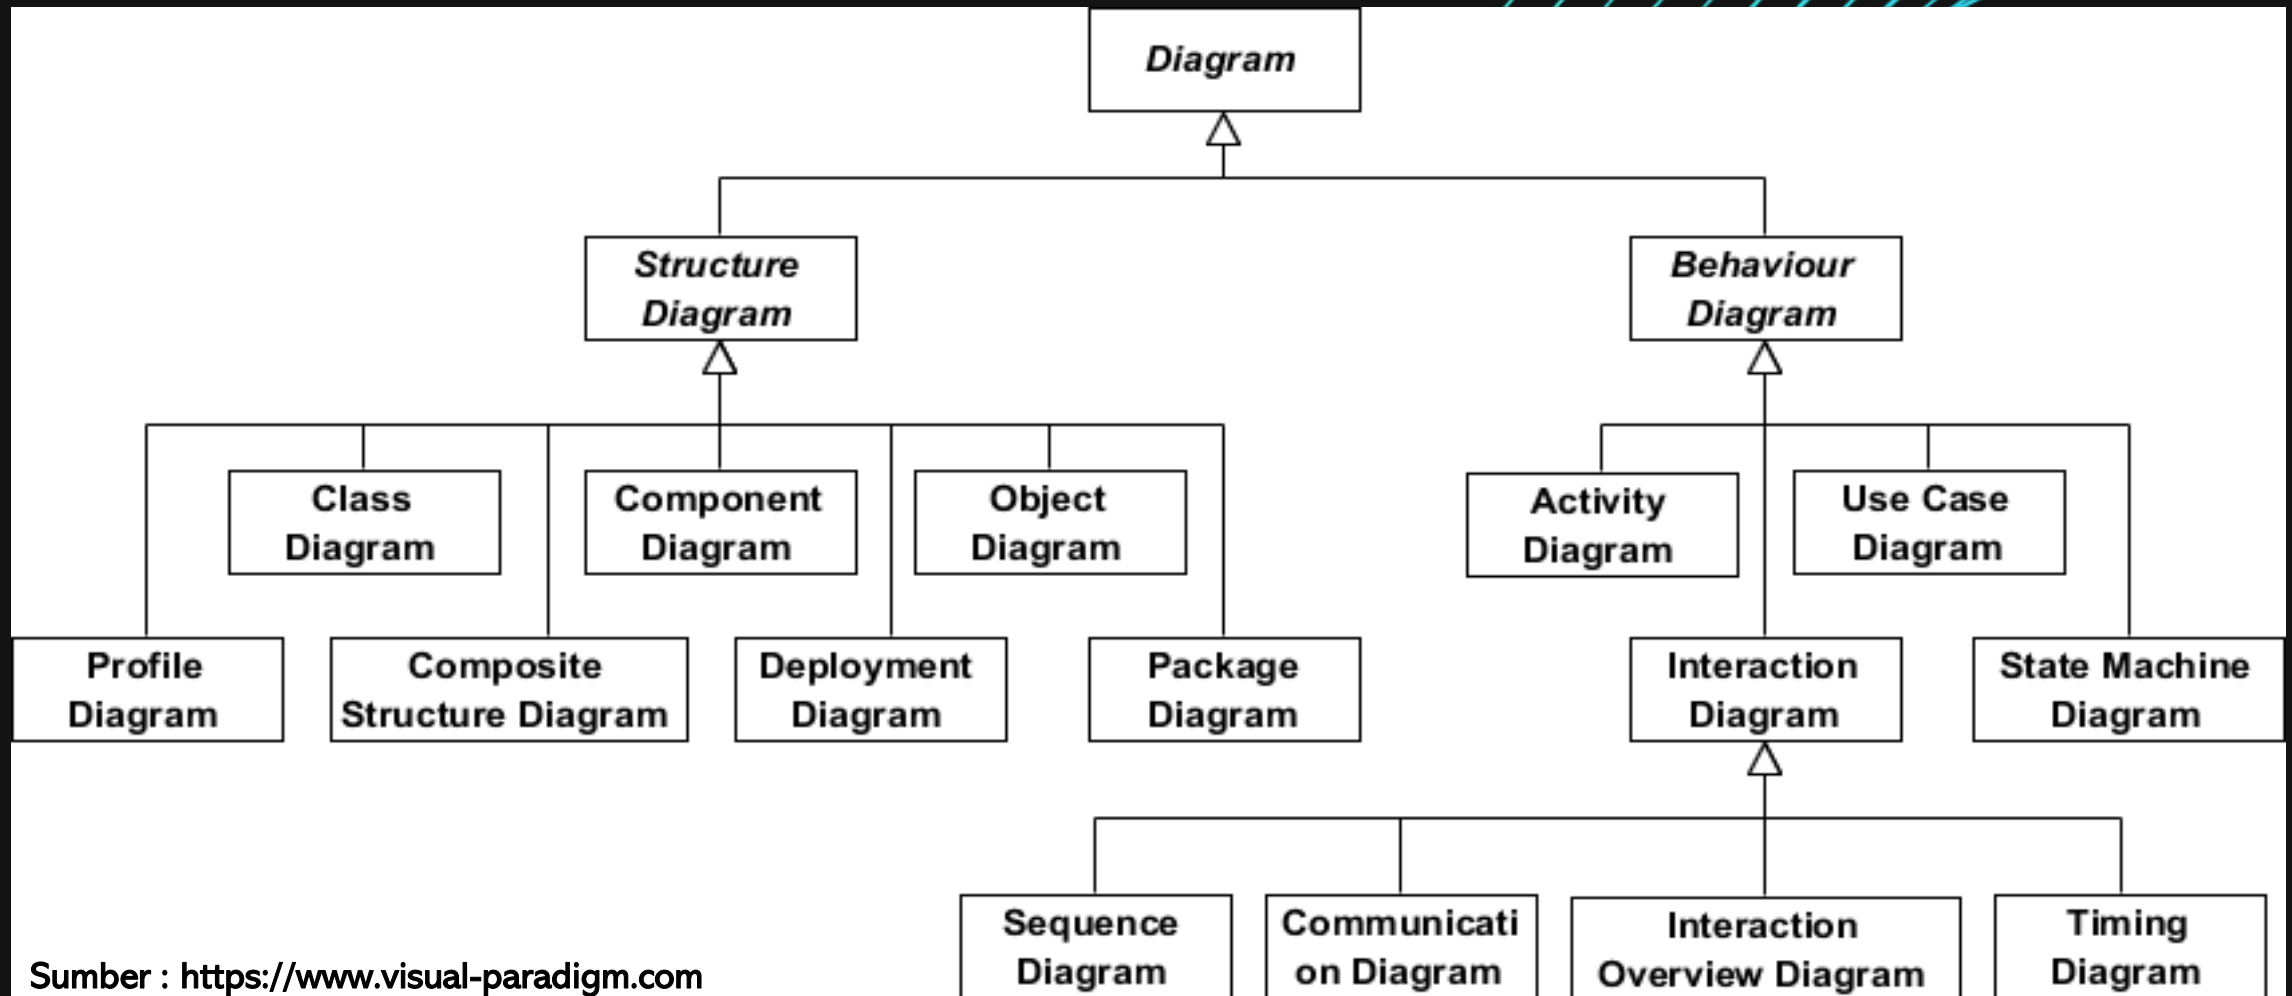 Diagram
Structure
Diagram
Behaviour
Diagram
Class
Diagram
Component
Diagram
Object
Diagram
Activity
Diagram
Use Case
Diagram
Profile
Diagram
Composite
Structure Diagram
Deployment
Diagram
Package
Diagram
Interaction
Diagram
State Machine
Diagram
Sequence
Diagram
Communicati
on Diagram
Interaction
Overview Diagram
Timing
Diagram
Sumber : https://www.visual-paradigm.com